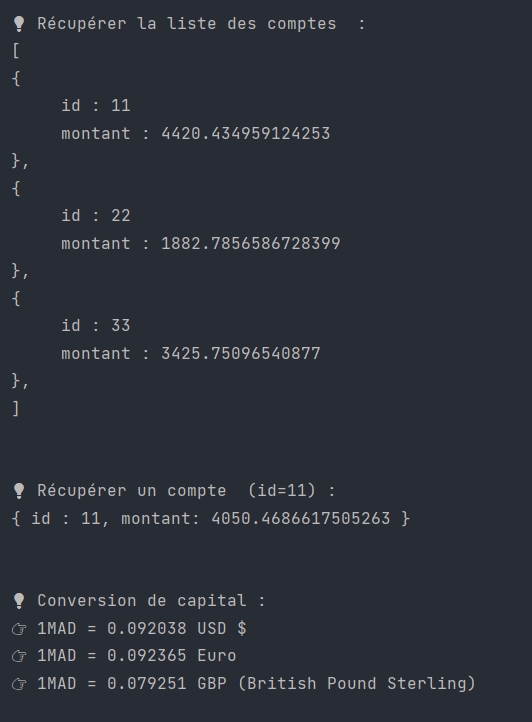 💡 Récupérer la liste des comptes  :
[
{
     id : 11
     montant : 4420.434959124253
},
{
     id : 22
     montant : 1882.7856586728399
},
{
     id : 33
     montant : 3425.75096540877
},
]
💡 Récupérer un compte  (id=11) :
{ id : 11, montant: 4050.4686617505263 }
💡 Conversion de capital :
👉 1MAD = 0.092038 USD $
👉 1MAD = 0.092365 Euro
👉 1MAD = 0.079251 GBP (British Pound Sterling)